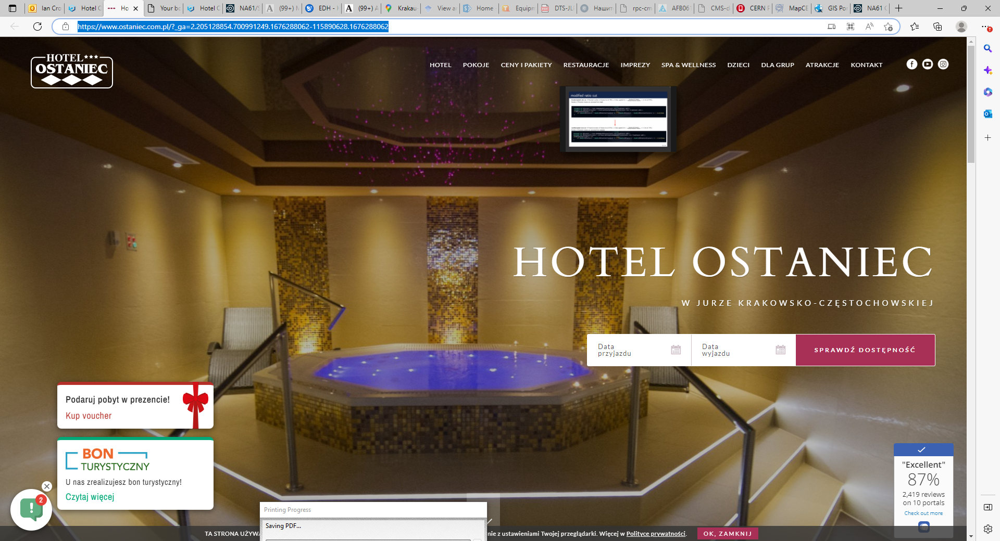 Ian Cro
Hotel C
Ho
Your bo
Hotel C
NA61/S
(99+) M
EDH - 
(99+) A
Krakau
View a
Home
Equipm
DTS-JL
Нашит
rpc-cm
AFB06
CMS-d
CERN
MapCE
GIS Po
NA61
https://www.ostaniec.com.pl/?_ga=2.205128854.700991249.1676288062-115890628.1676288062
HOTEL
OSTANIEC
HOTEL POKOJE CENY I PAKIETY RESTAURACJE IMPREZY SPA & WELLNESS DZIECI DLA GRUP ATRAKCJE KONTAKT
modified ratio cut
HOTEL OSTANIEC
W JURZE KRAKOWSKO-CZĘSTOCHOWSKIEJ
Data
przyjazdu
Data
wyjazdu
SPRAWDŹ DOSTĘPNOŚĆ
Podaruj pobyt w prezencie!
Kup voucher
BON
TURYSTYCZNY
U nas zrealizujesz bon turystyczny!
Czytaj więcej
2
"Excellent"
87%
2,419 reviews
on 10 portals
Check out more
Printing Progress
Saving PDF...
TA STRONA UŻYWA
nie z ustawieniami Twojej przeglądarki. Więcej w Polityce prywatności.
OK, ZAMKNIJ